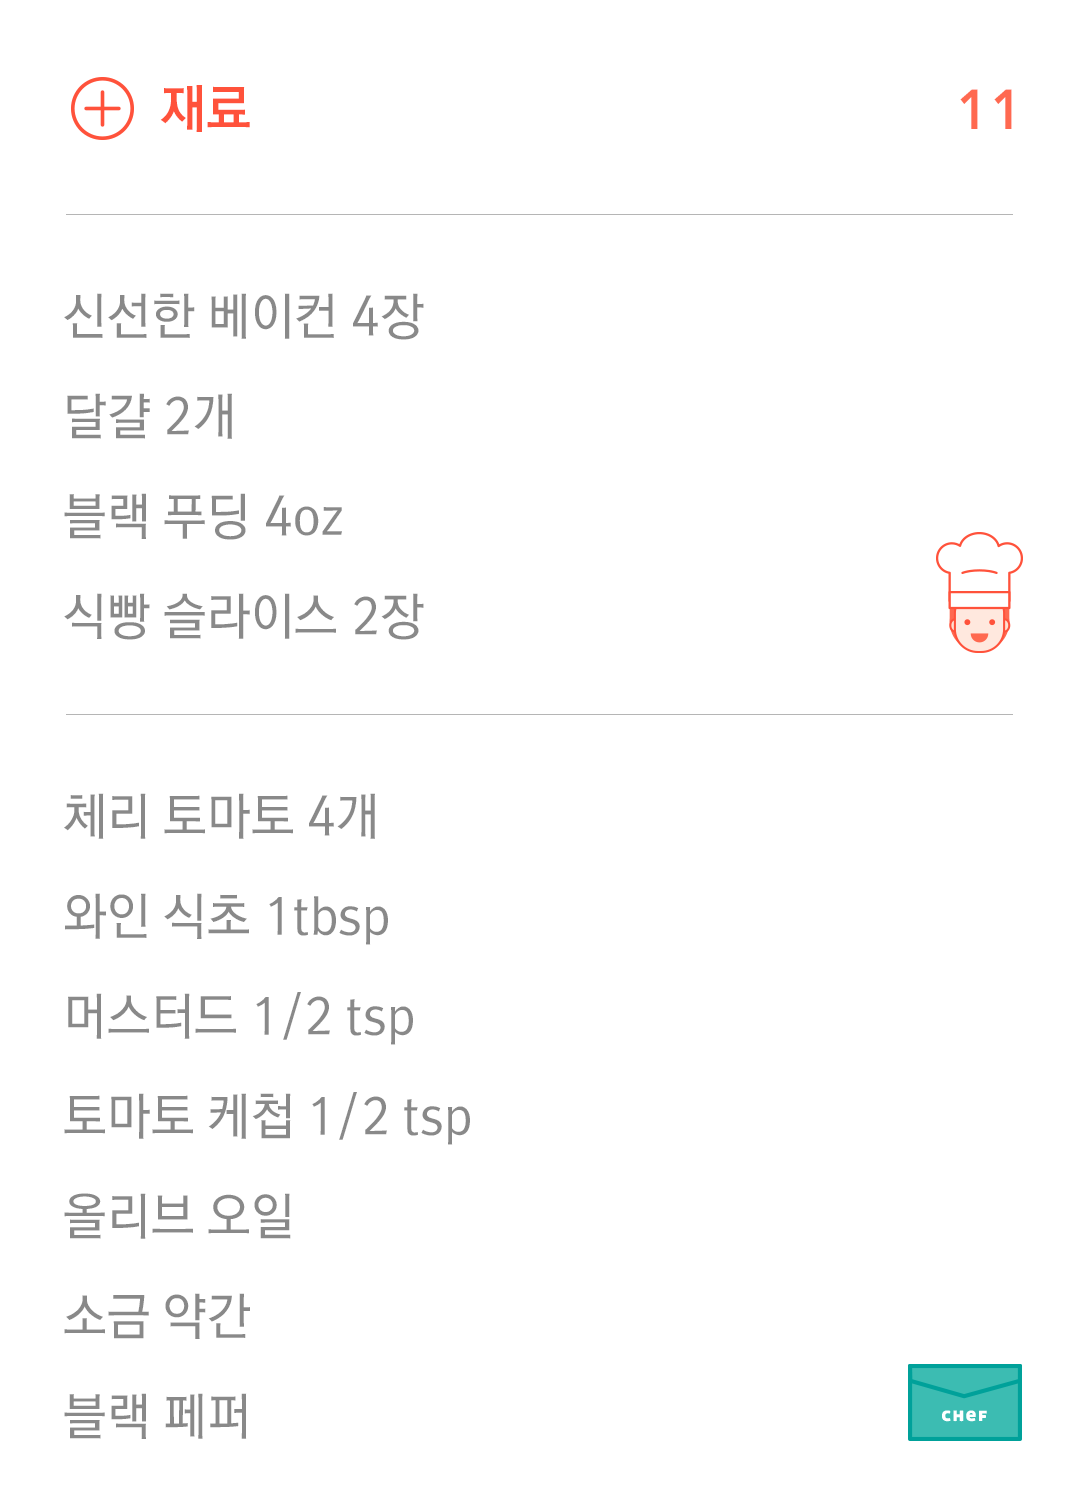 재료
11
신선한 베이컨 4장
달걀 2개
블랙 푸딩 4oz
식빵 슬라이스 2장
체리 토마토 4개
와인 식초 1tbsp
머스터드 1/2 tsp
토마토 케첩 1/2 tsp
올리브 오일
소금 약간
블랙 페퍼
CHeF